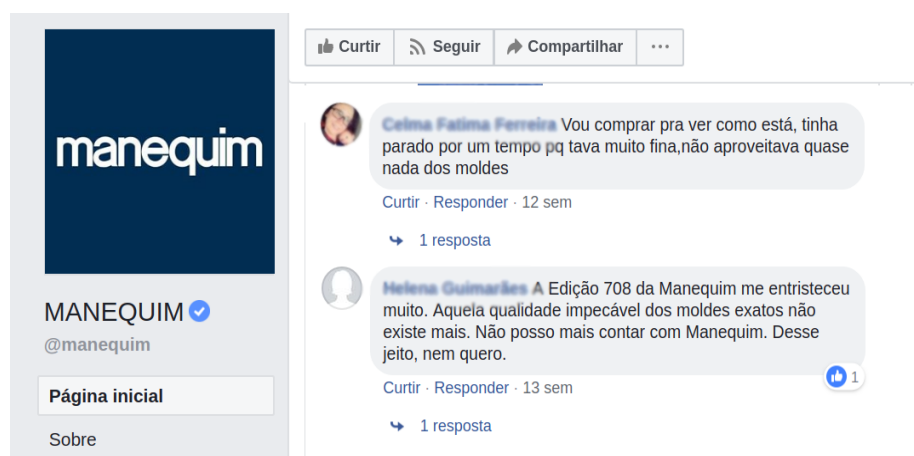 manequim
MANEQUIM
@manequim
Página inicial
Sobre
Curtir
Seguir
Compartilhar
Vou comprar pra ver como está, tinha
parado por um tempo pq tava muito fina,não aproveitava quase
nada dos moldes
Curtir · Responder · 12 sem
1 resposta
A Edição 708 da Manequim me entristeceu
muito. Aquela qualidade impecável dos moldes exatos não
existe mais. Não posso mais contar com Manequim. Desse
jeito, nem quero.
1
Curtir · Responder · 13 sem
1 resposta